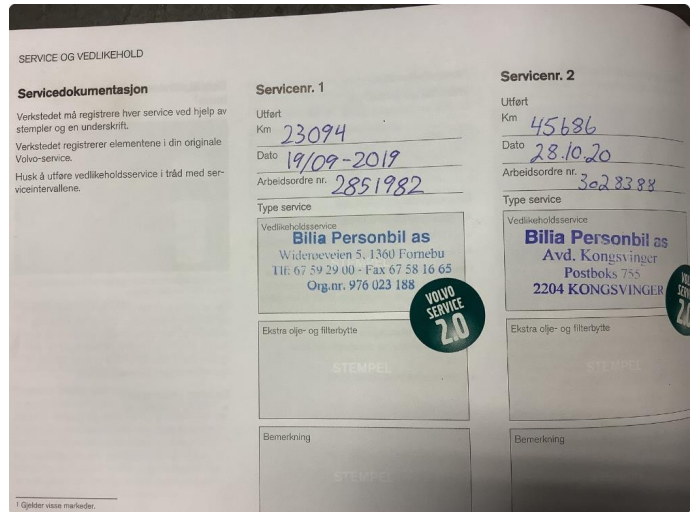 SERVICE OG VEDLIKEHOLD
Servicedokumentasjon
Verkstedet må registrere hver service ved hjelp av
stempler og en underskrift.
Verkstedet registrerer elementene i din originale
Volvo-service.
Husk å utføre vedlikeholdsservice i tråd med ser-
viceintervallene.
Servicenr. 1
Utført
Km 23094
Dato 19/09-2019
Arbeidsordre nr. 2851982
Type service
Vedlikeholdsservice
Bilia Personbil as
Widerøeveien 5, 1360 Fornebu
Tlf: 67 59 29 00 - Fax 67 58 16 65
Org.nr. 976 023 188
VOLVO
SERVICE
2.0
Ekstra olje- og filterbytte
STEMPEL
Bemerkning
STEMPEL
Servicenr. 2
Utført
Km 45686
Dato 28.10.20
Arbeidsordre nr. 3028388
Type service
Vedlikeholdsservice
Bilia Personbil as
Avd. Kongsvinger
Postboks 755
2204 KONGSVINGER
Ekstra olje- og filterbytte
STEMPEL
Bemerkning
1 Gjelder visse markeder.